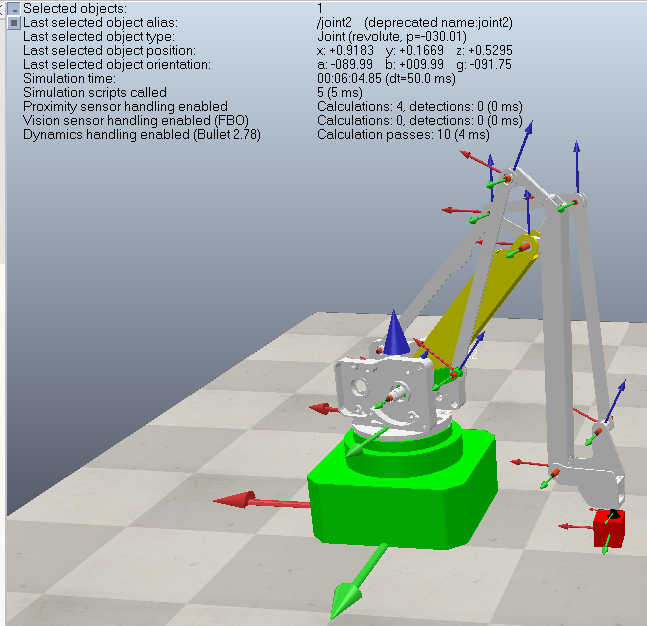 Selected objects: 1
Last selected object alias: /joint2 (deprecated name:joint2)
Last selected object type: Joint (revolute, p=-030.01)
Last selected object position: x: +0.9183 y: +0.1669 z: +0.5295
Last selected object orientation: a: -089.99 b: +009.99 g: -091.75
Simulation time: 00:06:04.85 (dt=50.0 ms)
Simulation scripts called 5 (5 ms)
Proximity sensor handling enabled Calculations: 4, detections: 0 (0 ms)
Vision sensor handling enabled (FBO) Calculations: 0, detections: 0 (0 ms)
Dynamics handling enabled (Bullet 2.78) Calculation passes: 10 (4 ms)